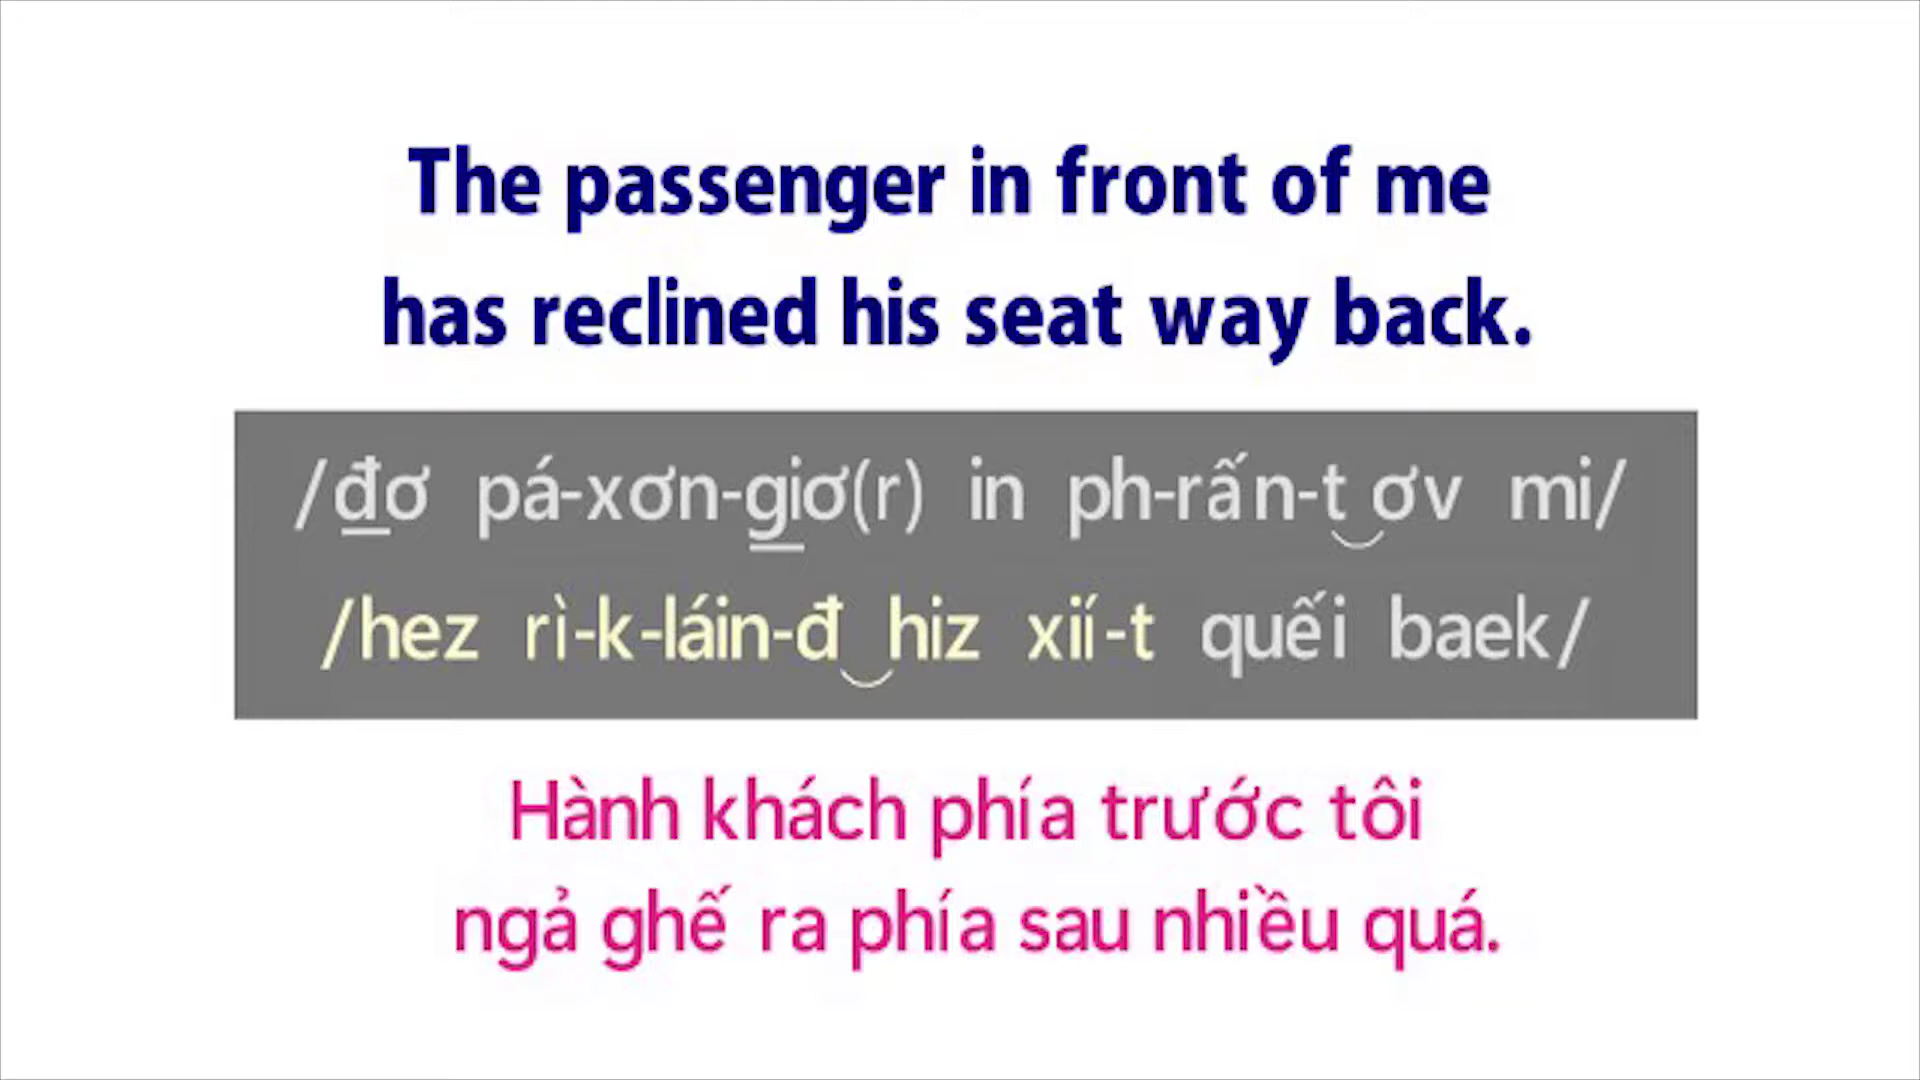 The passenger in front of me
has reclined his seat way back.
/đơ pá-xơn-giơ(r) in ph-rấn-t‿ơv mi/
/hez rì-k-láin-đ‿hiz xií-t quếi baek/
Hành khách phía trước tôi
ngả ghế ra phía sau nhiều quá.